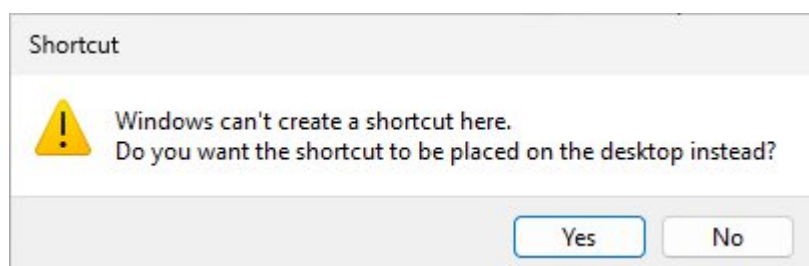 Shortcut
Windows can't create a shortcut here.
Do you want the shortcut to be placed on the desktop instead?
Yes
No